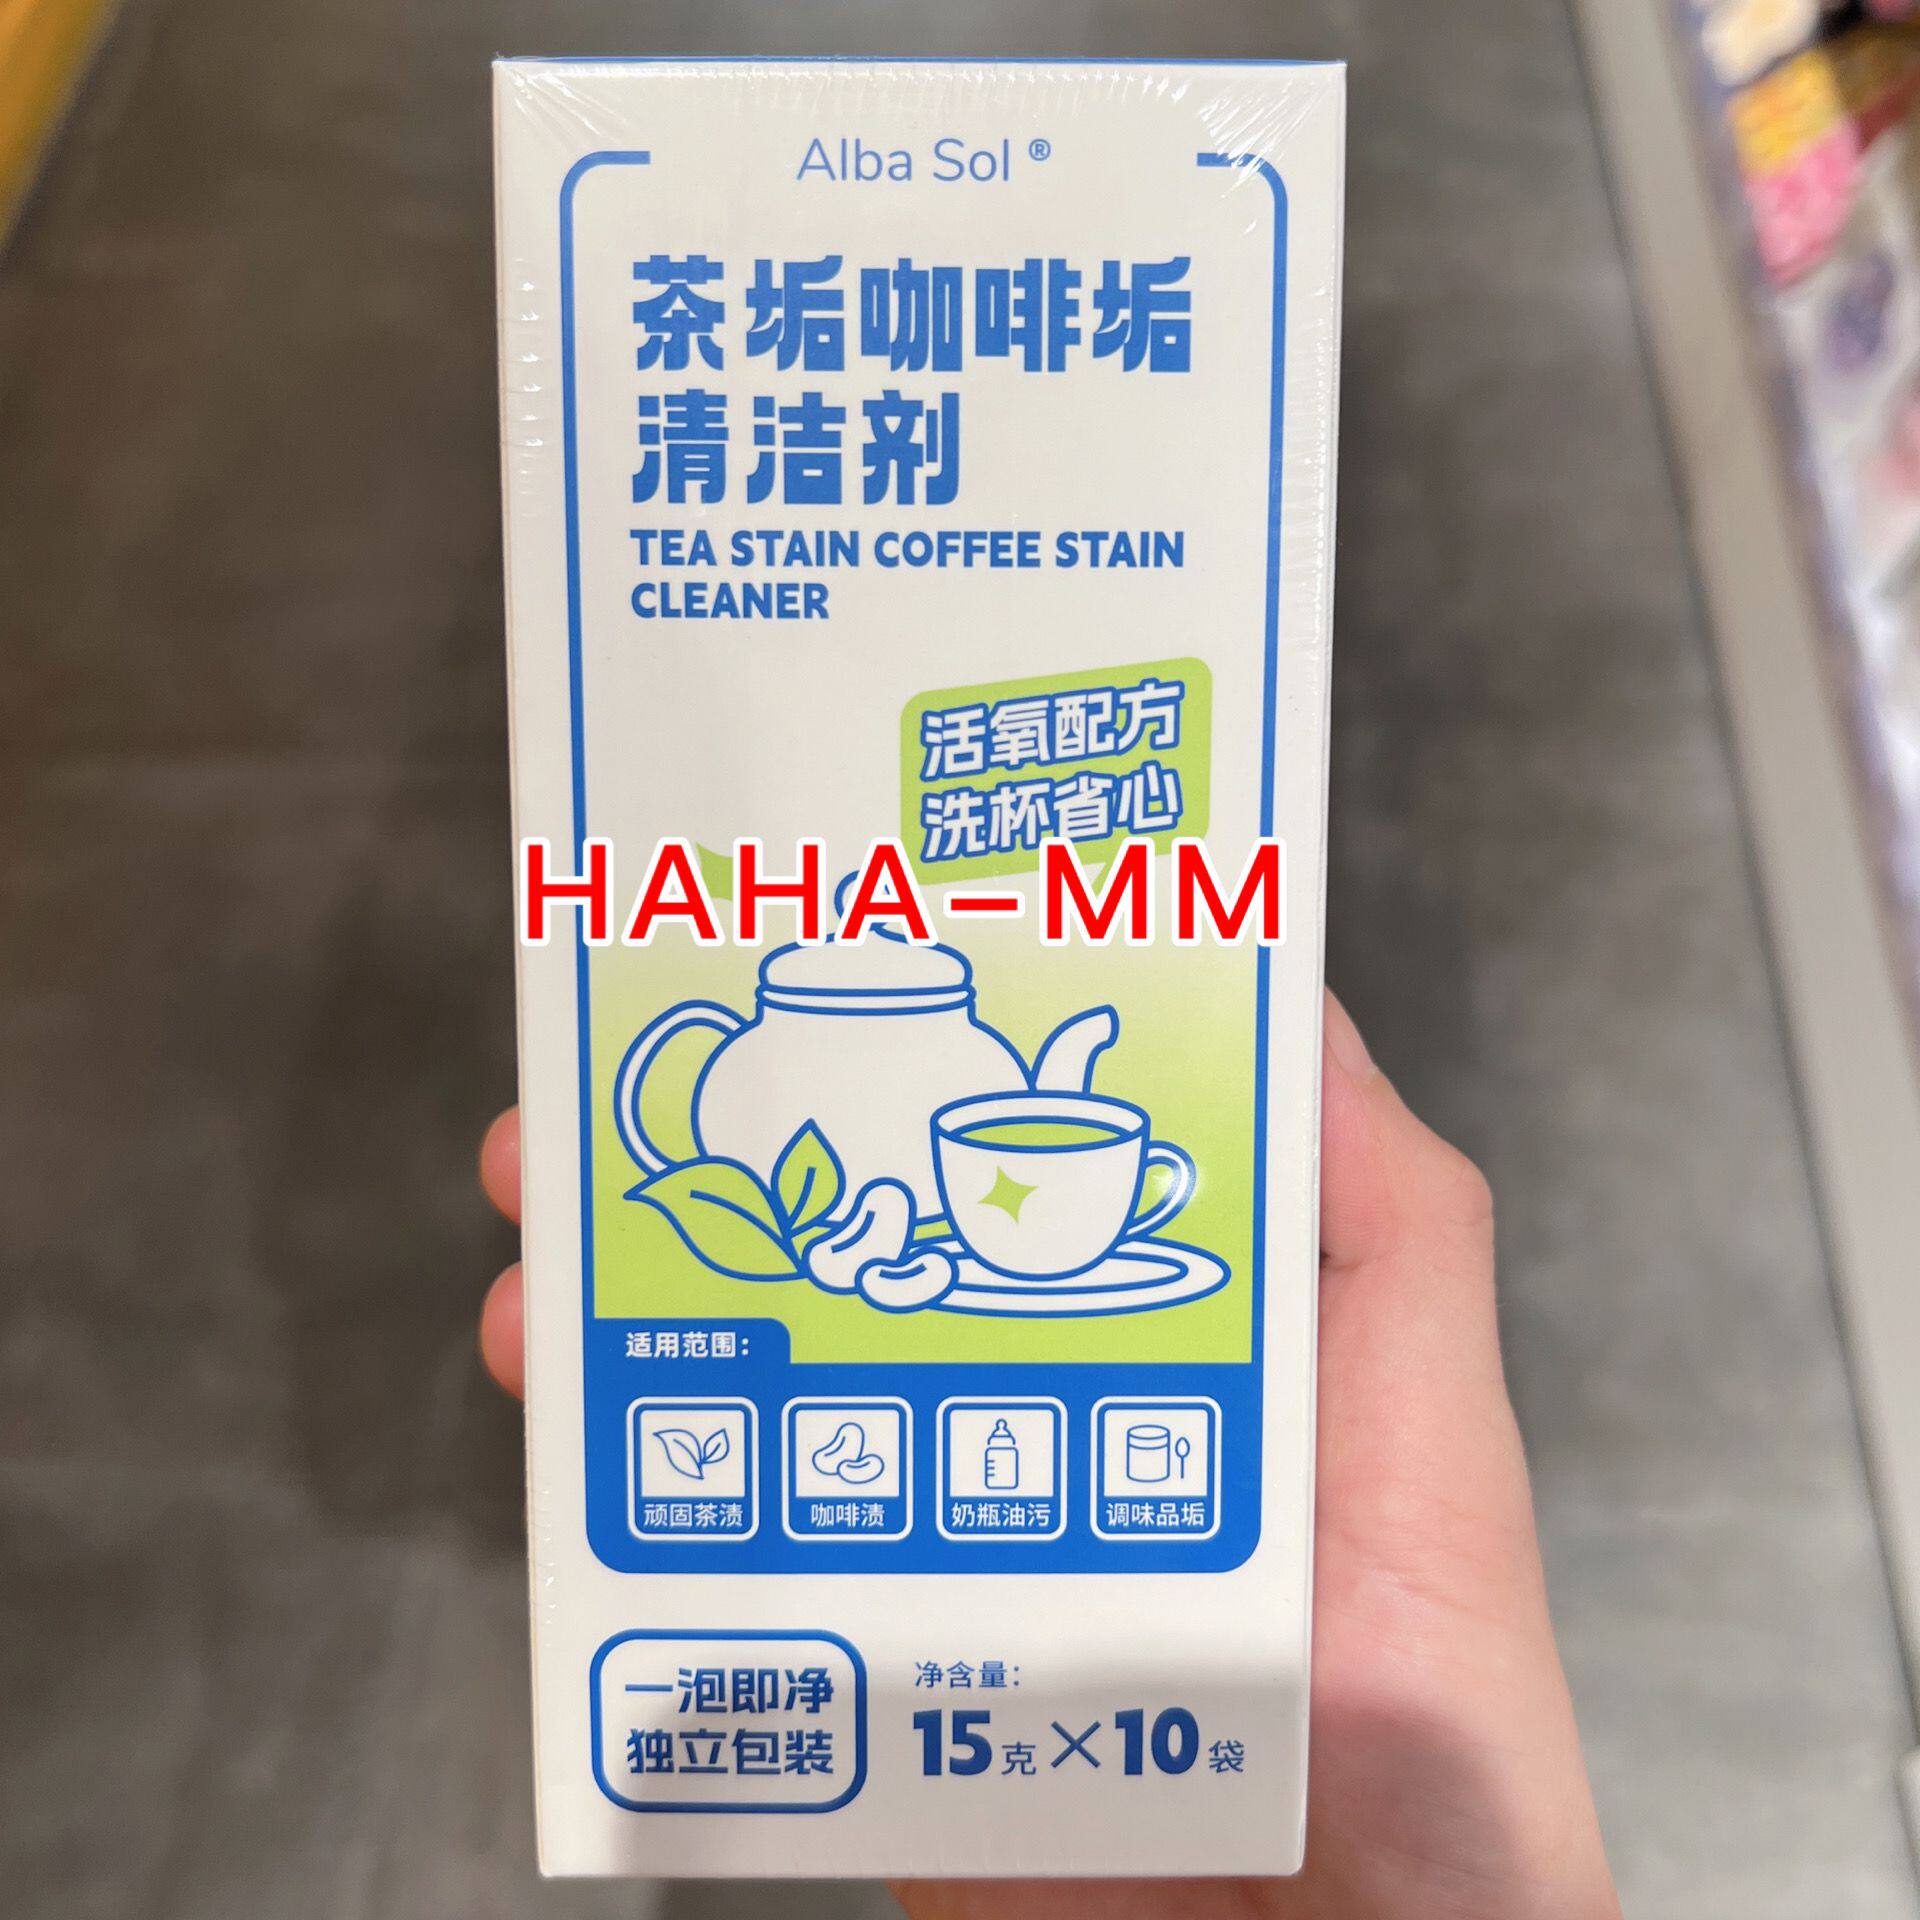 Alba Sol ®
茶垢咖啡垢
清洁剂
TEA STAIN COFFEE STAIN
CLEANER
活氧配方
洗杯省心
HAHA-MM
适用范围：
顽固茶渍
咖啡渍
奶瓶油污
调味品垢
一泡即净
独立包装
净含量：
15克×10袋